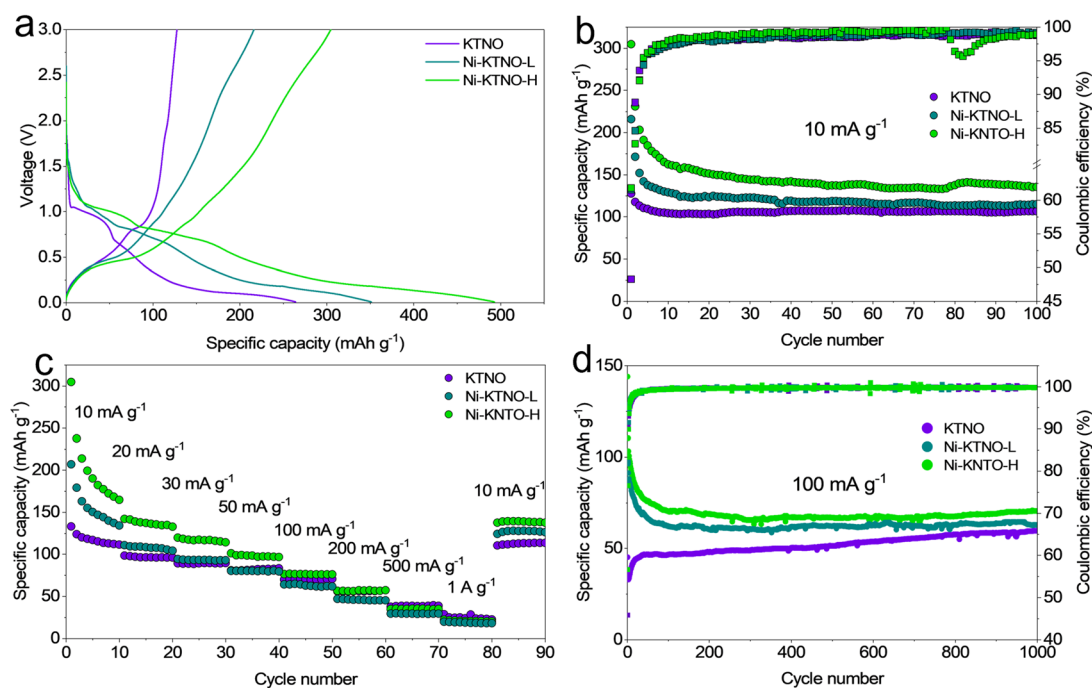 a
3.0
2.5
2.0
1.5
1.0
0.5
0.0
Voltage (V)
KTNO
Ni-KTNO-L
Ni-KTNO-H
0 100 200 300 400 500
Specific capacity (mAh g⁻¹)
b
300
250
200
150
100
50
0
Specific capacity (mAh g⁻¹)
KTNO
Ni-KTNO-L
Ni-KNTO-H
10 mA g⁻¹
100
95
90
85
60
55
50
45
Coulombic efficiency (%)
0 10 20 30 40 50 60 70 80 90 100
Cycle number
c
300
250
200
150
100
50
0
Specific capacity (mAh g⁻¹)
KTNO
Ni-KTNO-L
Ni-KNTO-H
10 mA g⁻¹
20 mA g⁻¹
30 mA g⁻¹
50 mA g⁻¹
100 mA g⁻¹
200 mA g⁻¹
500 mA g⁻¹
1 A g⁻¹
10 mA g⁻¹
0 10 20 30 40 50 60 70 80 90
Cycle number
d
150
100
50
0
Specific capacity (mAh g⁻¹)
KTNO
Ni-KTNO-L
Ni-KNTO-H
100 mA g⁻¹
100
90
80
70
60
50
40
Coulombic efficiency (%)
0 200 400 600 800 1000
Cycle number